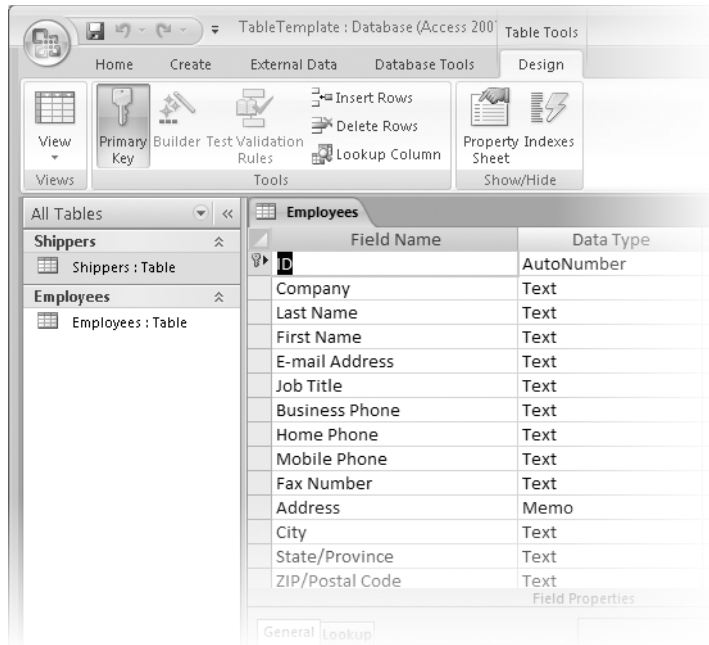 TableTemplate : Database (Access 2007
Table Tools
Home Create External Data Database Tools Design
View
Primary Key
Builder
Test Validation Rules
Insert Rows
Delete Rows
Lookup Column
Property Sheet
Indexes
Views Tools Show/Hide
All Tables
Employees
Shippers
Shippers : Table
Employees
Employees : Table
Field Name Data Type
ID AutoNumber
Company Text
Last Name Text
First Name Text
E-mail Address Text
Job Title Text
Business Phone Text
Home Phone Text
Mobile Phone Text
Fax Number Text
Address Memo
City Text
State/Province Text
ZIP/Postal Code Text
Field Properties
General Lookup